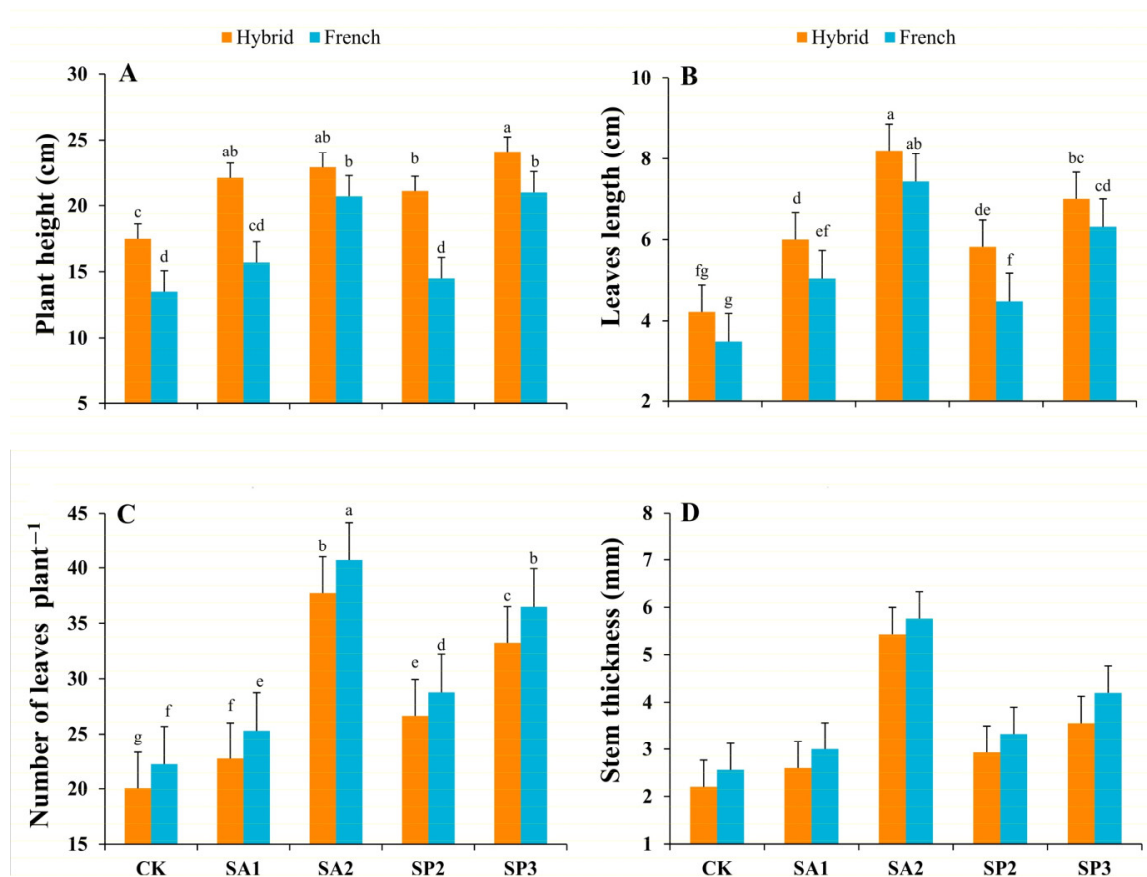 Hybrid French
Hybrid French
A
30
25
20
15
10
5
Plant height (cm)
c
d
ab
cd
ab
b
b
d
a
b
B
10
8
6
4
2
Leaves length (cm)
fg
g
d
ef
a
ab
de
f
bc
cd
C
45
40
35
30
25
20
15
Number of leaves plant⁻¹
g
f
f
e
b
a
e
d
c
b
CK SA1 SA2 SP2 SP3
D
8
7
6
5
4
3
2
1
Stem thickness (mm)
CK SA1 SA2 SP2 SP3